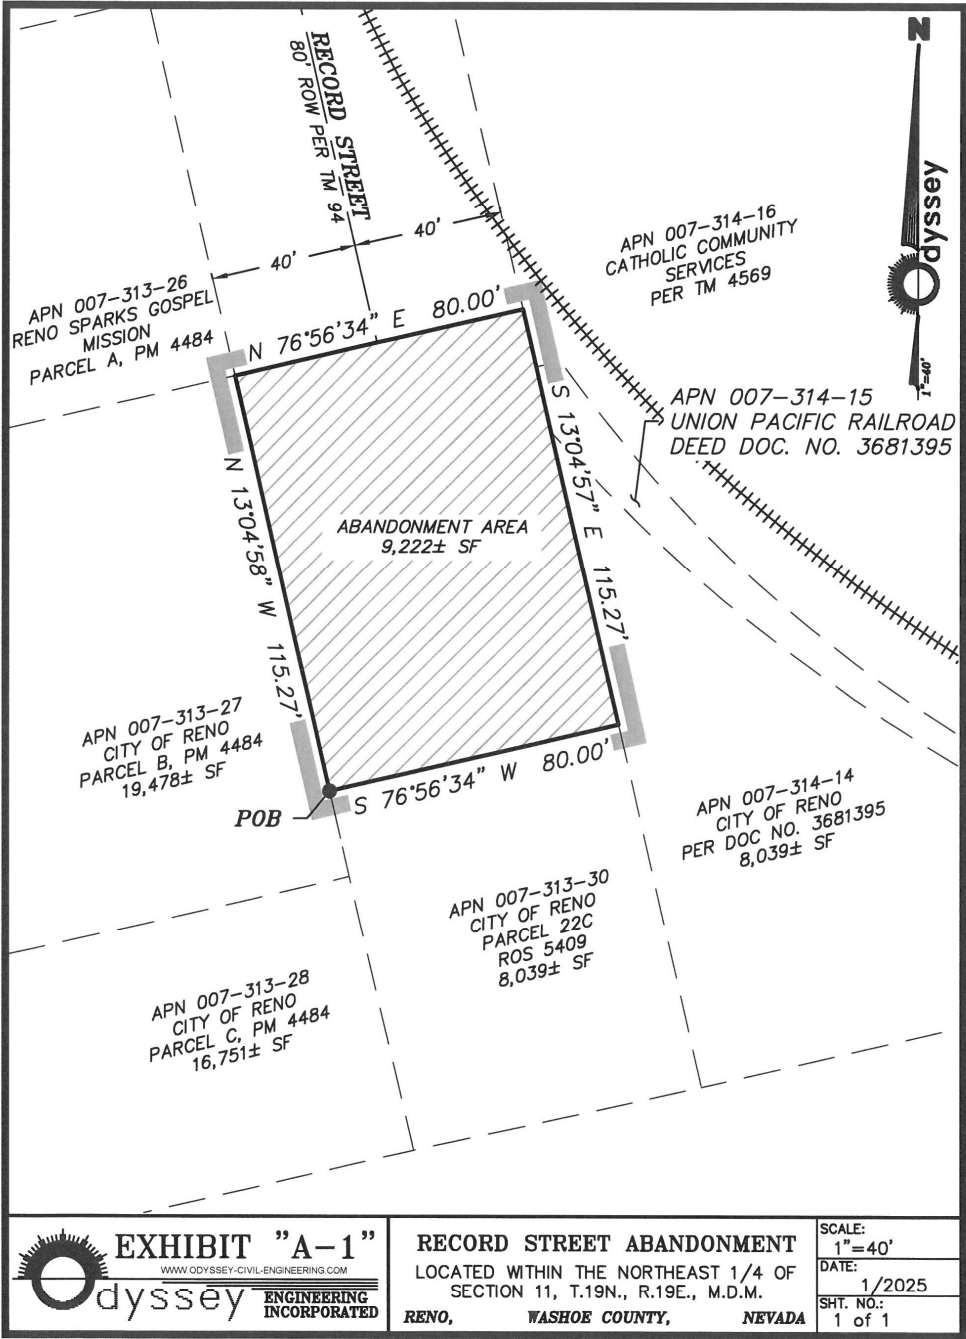 N
dyssey
1"=40'
RECORD STREET
80' ROW PER TM 94
40'
40'
APN 007-314-16
CATHOLIC COMMUNITY
SERVICES
PER TM 4569
APN 007-313-26
RENO SPARKS GOSPEL
MISSION
PARCEL A, PM 4484
N 76°56'34" E 80.00'
APN 007-314-15
UNION PACIFIC RAILROAD
DEED DOC. NO. 3681395
S 13°04'57" E 115.27'
N 13°04'58" W 115.27'
ABANDONMENT AREA
9,222± SF
APN 007-313-27
CITY OF RENO
PARCEL B, PM 4484
19,478± SF
POB
S 76°56'34" W 80.00'
APN 007-314-14
CITY OF RENO
PER DOC NO. 3681395
8,039± SF
APN 007-313-30
CITY OF RENO
PARCEL 22C
ROS 5409
8,039± SF
APN 007-313-28
CITY OF RENO
PARCEL C, PM 4484
16,751± SF
EXHIBIT "A-1"
WWW.ODYSSEY-CIVIL-ENGINEERING.COM
dyssey
ENGINEERING
INCORPORATED
RECORD STREET ABANDONMENT
LOCATED WITHIN THE NORTHEAST 1/4 OF
SECTION 11, T.19N., R.19E., M.D.M.
RENO, WASHOE COUNTY, NEVADA
SCALE:
1"=40'
DATE:
1/2025
SHT. NO.:
1 of 1